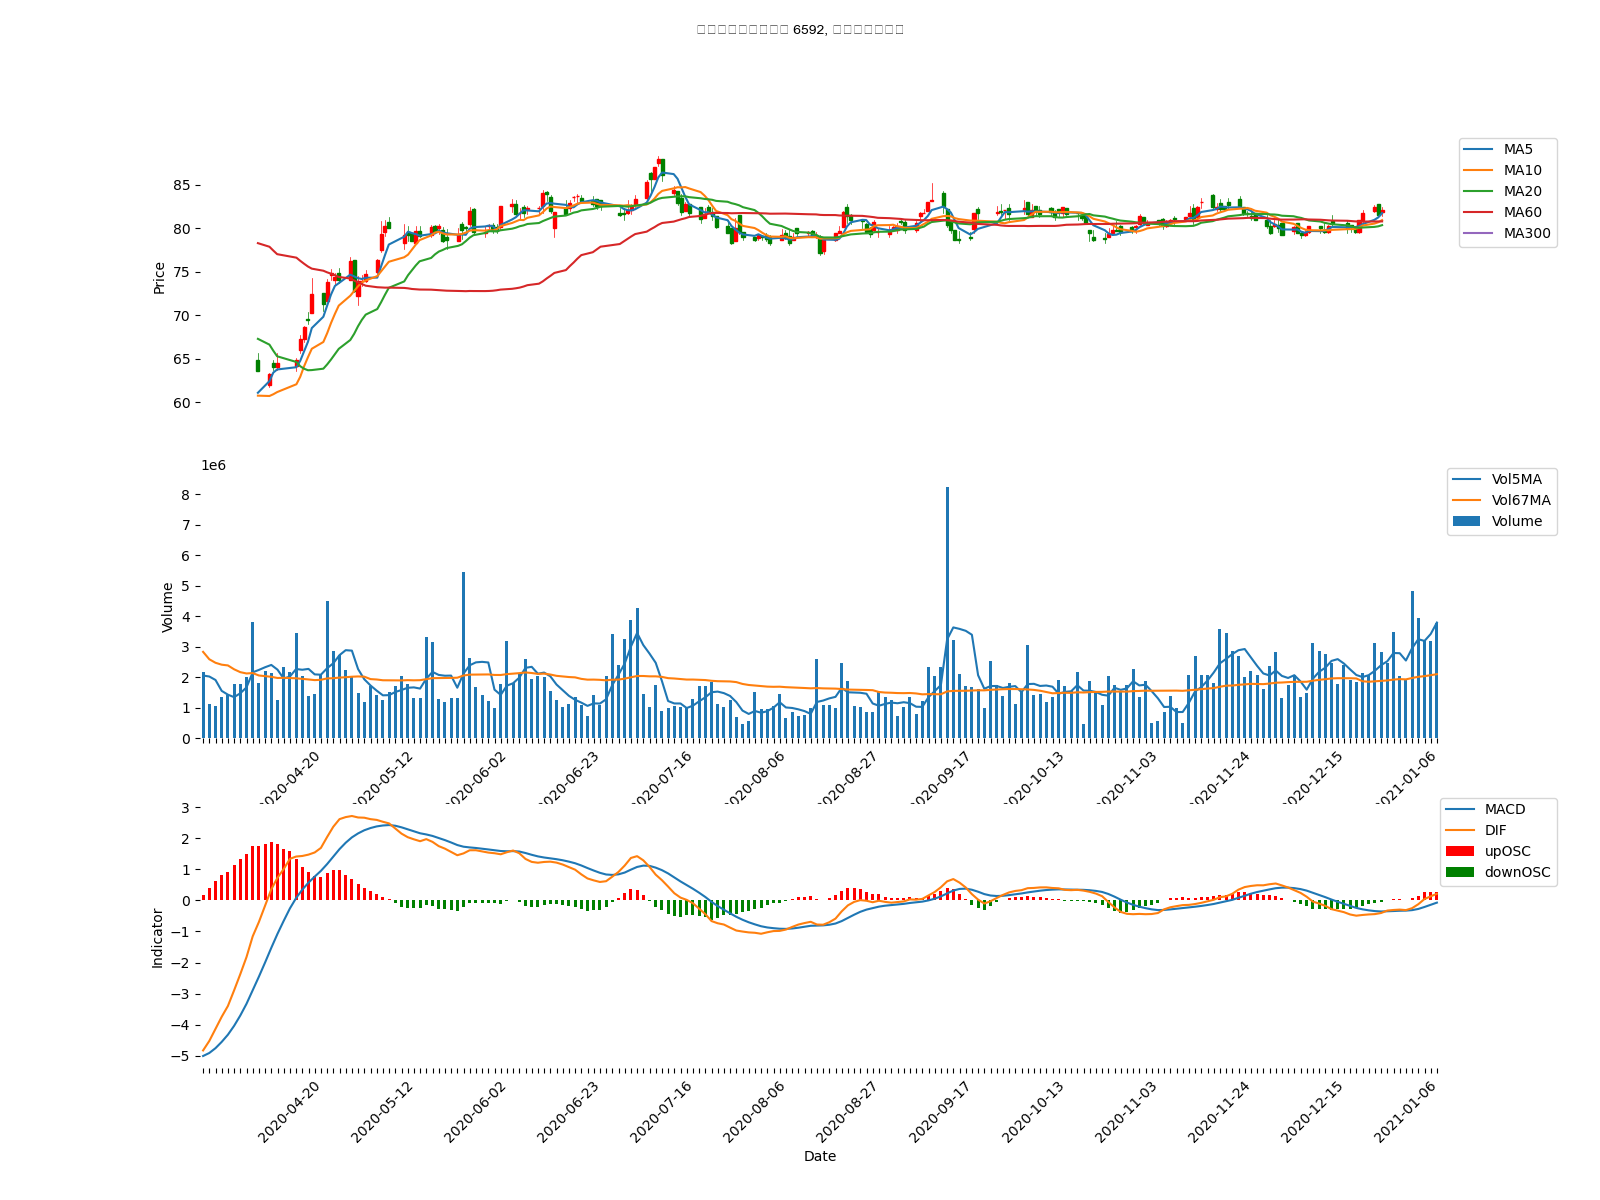 □□□□□□□□□□ 6592, □□□□□□□□
MA5
MA10
MA20
MA60
MA300
85
80
75
70
65
60
Price
1e6
Vol5MA
Vol67MA
Volume
8
7
6
5
4
3
2
1
0
Volume
2020-04-20
2020-05-12
2020-06-02
2020-06-23
2020-07-16
2020-08-06
2020-08-27
2020-09-17
2020-10-13
2020-11-03
2020-11-24
2020-12-15
2021-01-06
MACD
DIF
upOSC
downOSC
3
2
1
0
−1
−2
−3
−4
−5
Indicator
2020-04-20
2020-05-12
2020-06-02
2020-06-23
2020-07-16
2020-08-06
2020-08-27
2020-09-17
2020-10-13
2020-11-03
2020-11-24
2020-12-15
2021-01-06
Date